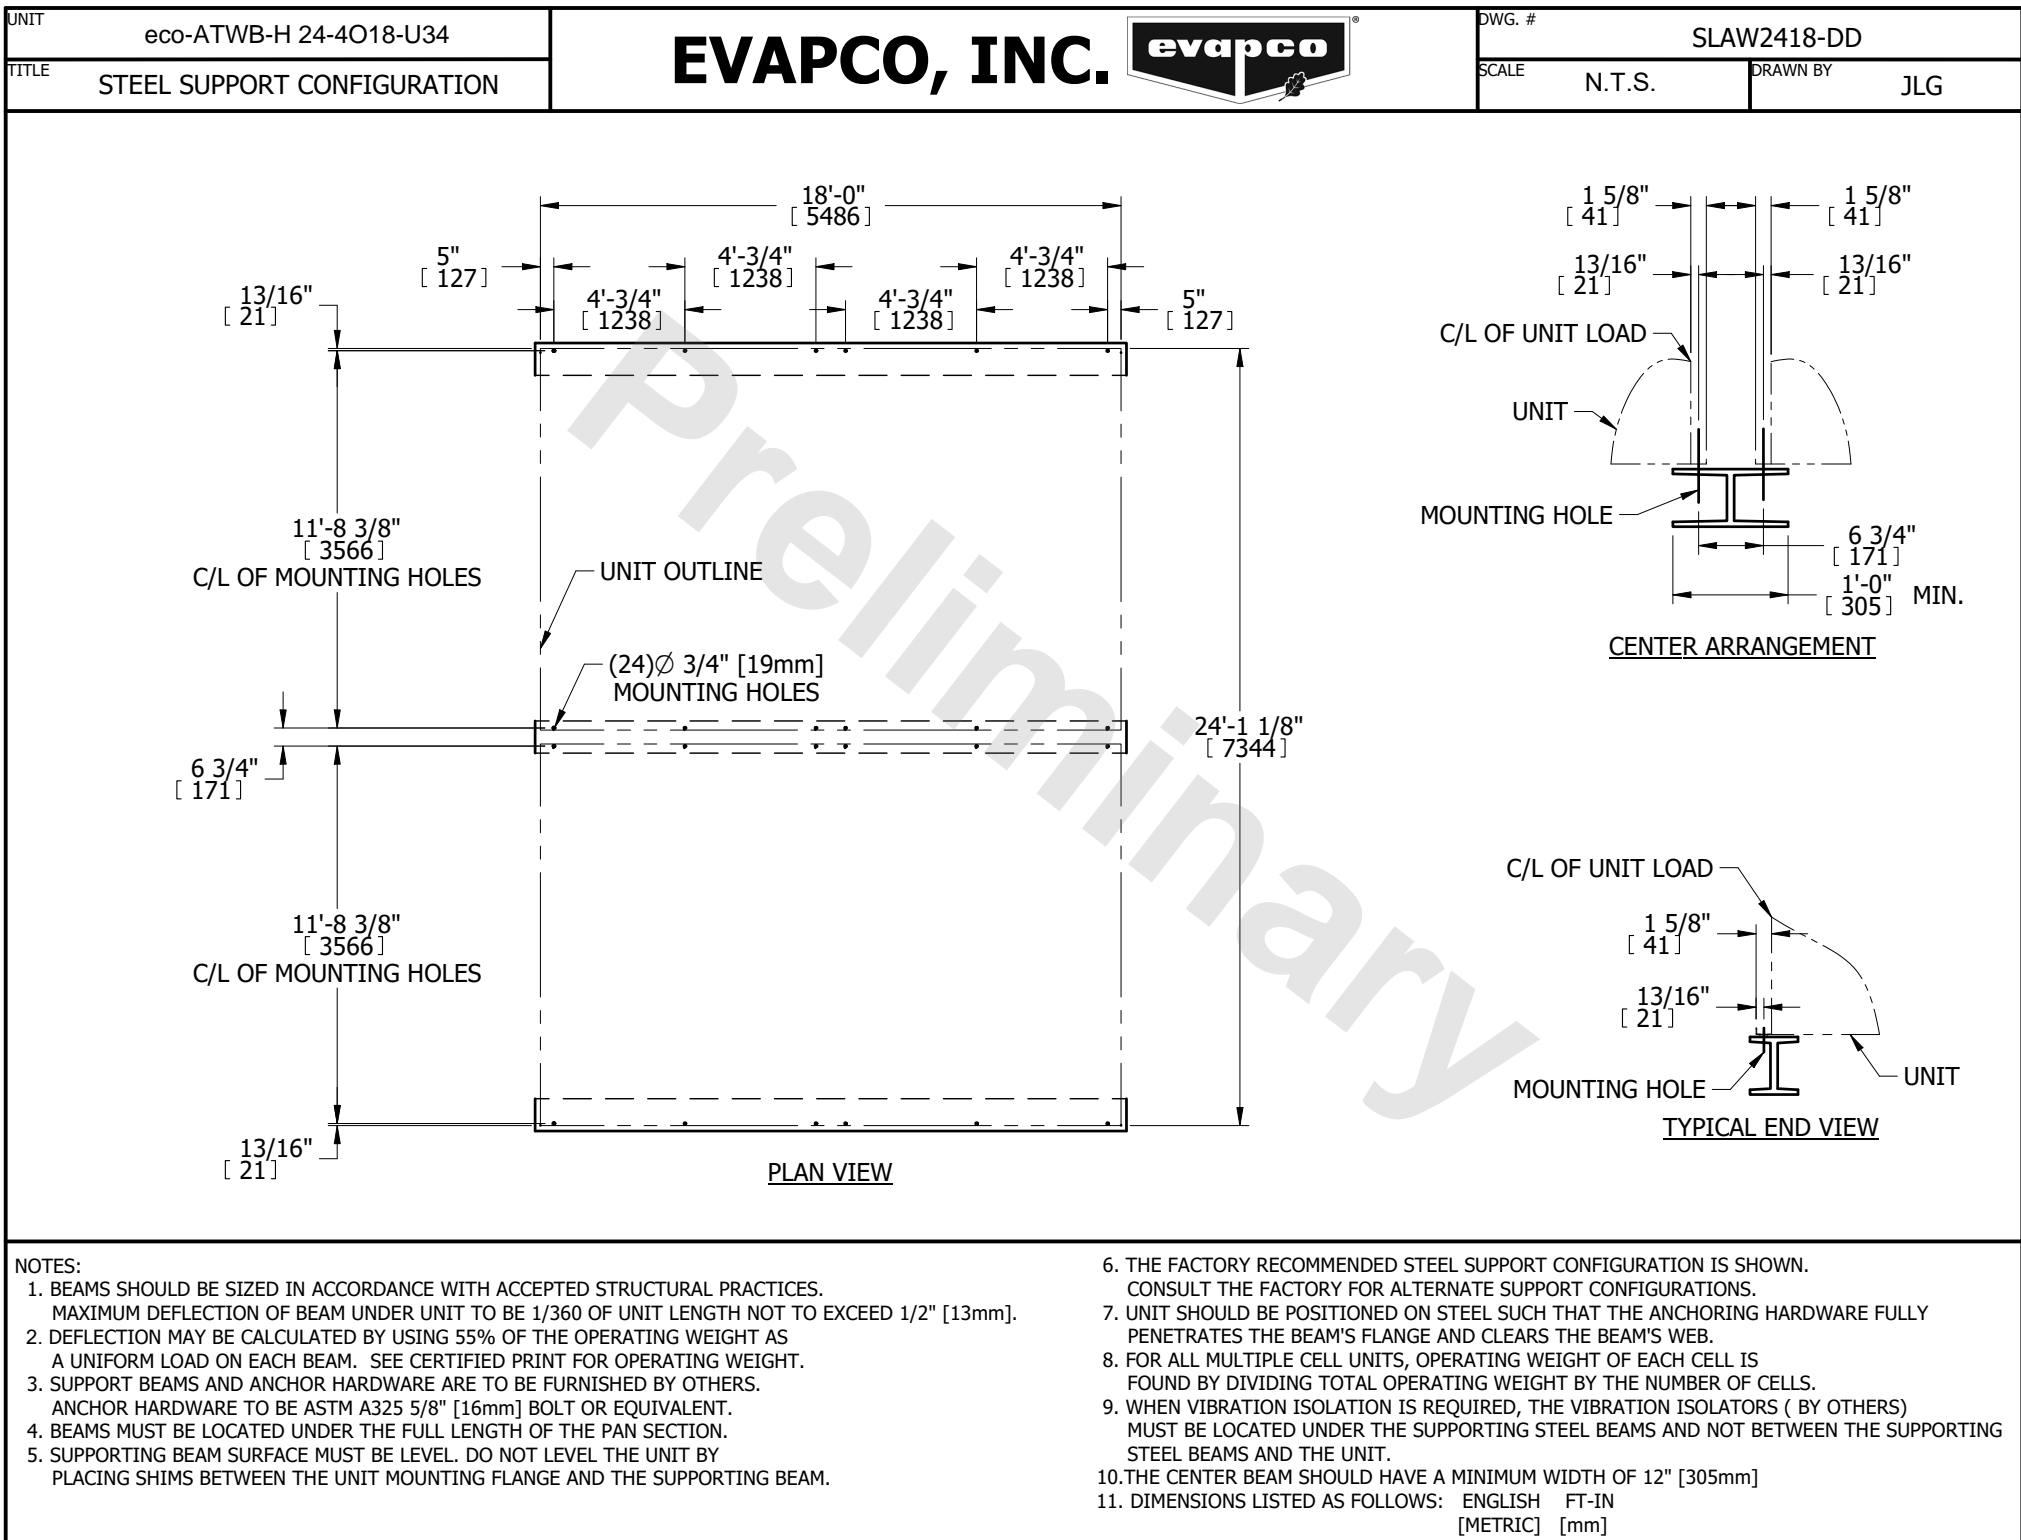 UNIT
eco-ATWB-H 24-4O18-U34
TITLE
STEEL SUPPORT CONFIGURATION
EVAPCO, INC.
evapco
®
DWG. #
SLAW2418-DD
SCALE
N.T.S.
DRAWN BY
JLG
18'-0"
[ 5486 ]
5"
[ 127 ]
4'-3/4"
[ 1238 ]
4'-3/4"
[ 1238 ]
13/16"
[ 21 ]
4'-3/4"
[ 1238 ]
4'-3/4"
[ 1238 ]
5"
[ 127 ]
11'-8 3/8"
[ 3566 ]
C/L OF MOUNTING HOLES
UNIT OUTLINE
(24)∅ 3/4" [19mm]
MOUNTING HOLES
6 3/4"
[ 171 ]
24'-1 1/8"
[ 7344 ]
11'-8 3/8"
[ 3566 ]
C/L OF MOUNTING HOLES
13/16"
[ 21 ]
PLAN VIEW
Preliminary
1 5/8"
[ 41 ]
1 5/8"
[ 41 ]
13/16"
[ 21 ]
13/16"
[ 21 ]
C/L OF UNIT LOAD
UNIT
MOUNTING HOLE
6 3/4"
[ 171 ]
1'-0"
[ 305 ] MIN.
CENTER ARRANGEMENT
C/L OF UNIT LOAD
1 5/8"
[ 41 ]
13/16"
[ 21 ]
MOUNTING HOLE
UNIT
TYPICAL END VIEW
NOTES:
1. BEAMS SHOULD BE SIZED IN ACCORDANCE WITH ACCEPTED STRUCTURAL PRACTICES.
MAXIMUM DEFLECTION OF BEAM UNDER UNIT TO BE 1/360 OF UNIT LENGTH NOT TO EXCEED 1/2" [13mm].
2. DEFLECTION MAY BE CALCULATED BY USING 55% OF THE OPERATING WEIGHT AS
A UNIFORM LOAD ON EACH BEAM. SEE CERTIFIED PRINT FOR OPERATING WEIGHT.
3. SUPPORT BEAMS AND ANCHOR HARDWARE ARE TO BE FURNISHED BY OTHERS.
ANCHOR HARDWARE TO BE ASTM A325 5/8" [16mm] BOLT OR EQUIVALENT.
4. BEAMS MUST BE LOCATED UNDER THE FULL LENGTH OF THE PAN SECTION.
5. SUPPORTING BEAM SURFACE MUST BE LEVEL. DO NOT LEVEL THE UNIT BY
PLACING SHIMS BETWEEN THE UNIT MOUNTING FLANGE AND THE SUPPORTING BEAM.
6. THE FACTORY RECOMMENDED STEEL SUPPORT CONFIGURATION IS SHOWN.
CONSULT THE FACTORY FOR ALTERNATE SUPPORT CONFIGURATIONS.
7. UNIT SHOULD BE POSITIONED ON STEEL SUCH THAT THE ANCHORING HARDWARE FULLY
PENETRATES THE BEAM'S FLANGE AND CLEARS THE BEAM'S WEB.
8. FOR ALL MULTIPLE CELL UNITS, OPERATING WEIGHT OF EACH CELL IS
FOUND BY DIVIDING TOTAL OPERATING WEIGHT BY THE NUMBER OF CELLS.
9. WHEN VIBRATION ISOLATION IS REQUIRED, THE VIBRATION ISOLATORS ( BY OTHERS)
MUST BE LOCATED UNDER THE SUPPORTING STEEL BEAMS AND NOT BETWEEN THE SUPPORTING
STEEL BEAMS AND THE UNIT.
10.THE CENTER BEAM SHOULD HAVE A MINIMUM WIDTH OF 12" [305mm]
11. DIMENSIONS LISTED AS FOLLOWS: ENGLISH FT-IN
[METRIC] [mm]